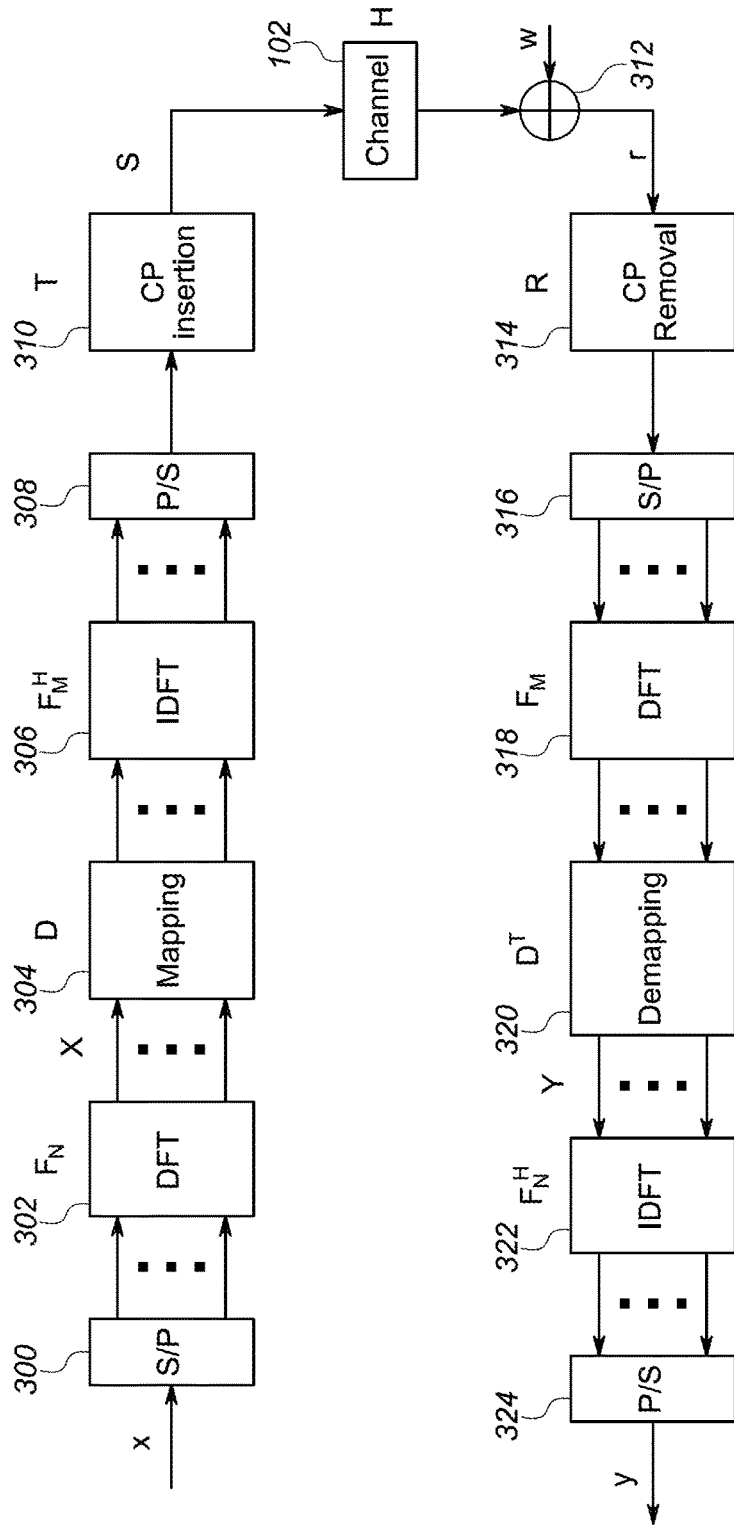 x
300
S/P
302
F_N
DFT
X
304
D
Mapping
306
F_M^H
IDFT
308
P/S
310
T
CP
insertion
S
102
Channel
H
w
312
r
314
R
CP
Removal
316
S/P
318
F_M
DFT
320
D^T
Demapping
Y
322
F_N^H
IDFT
324
P/S
y